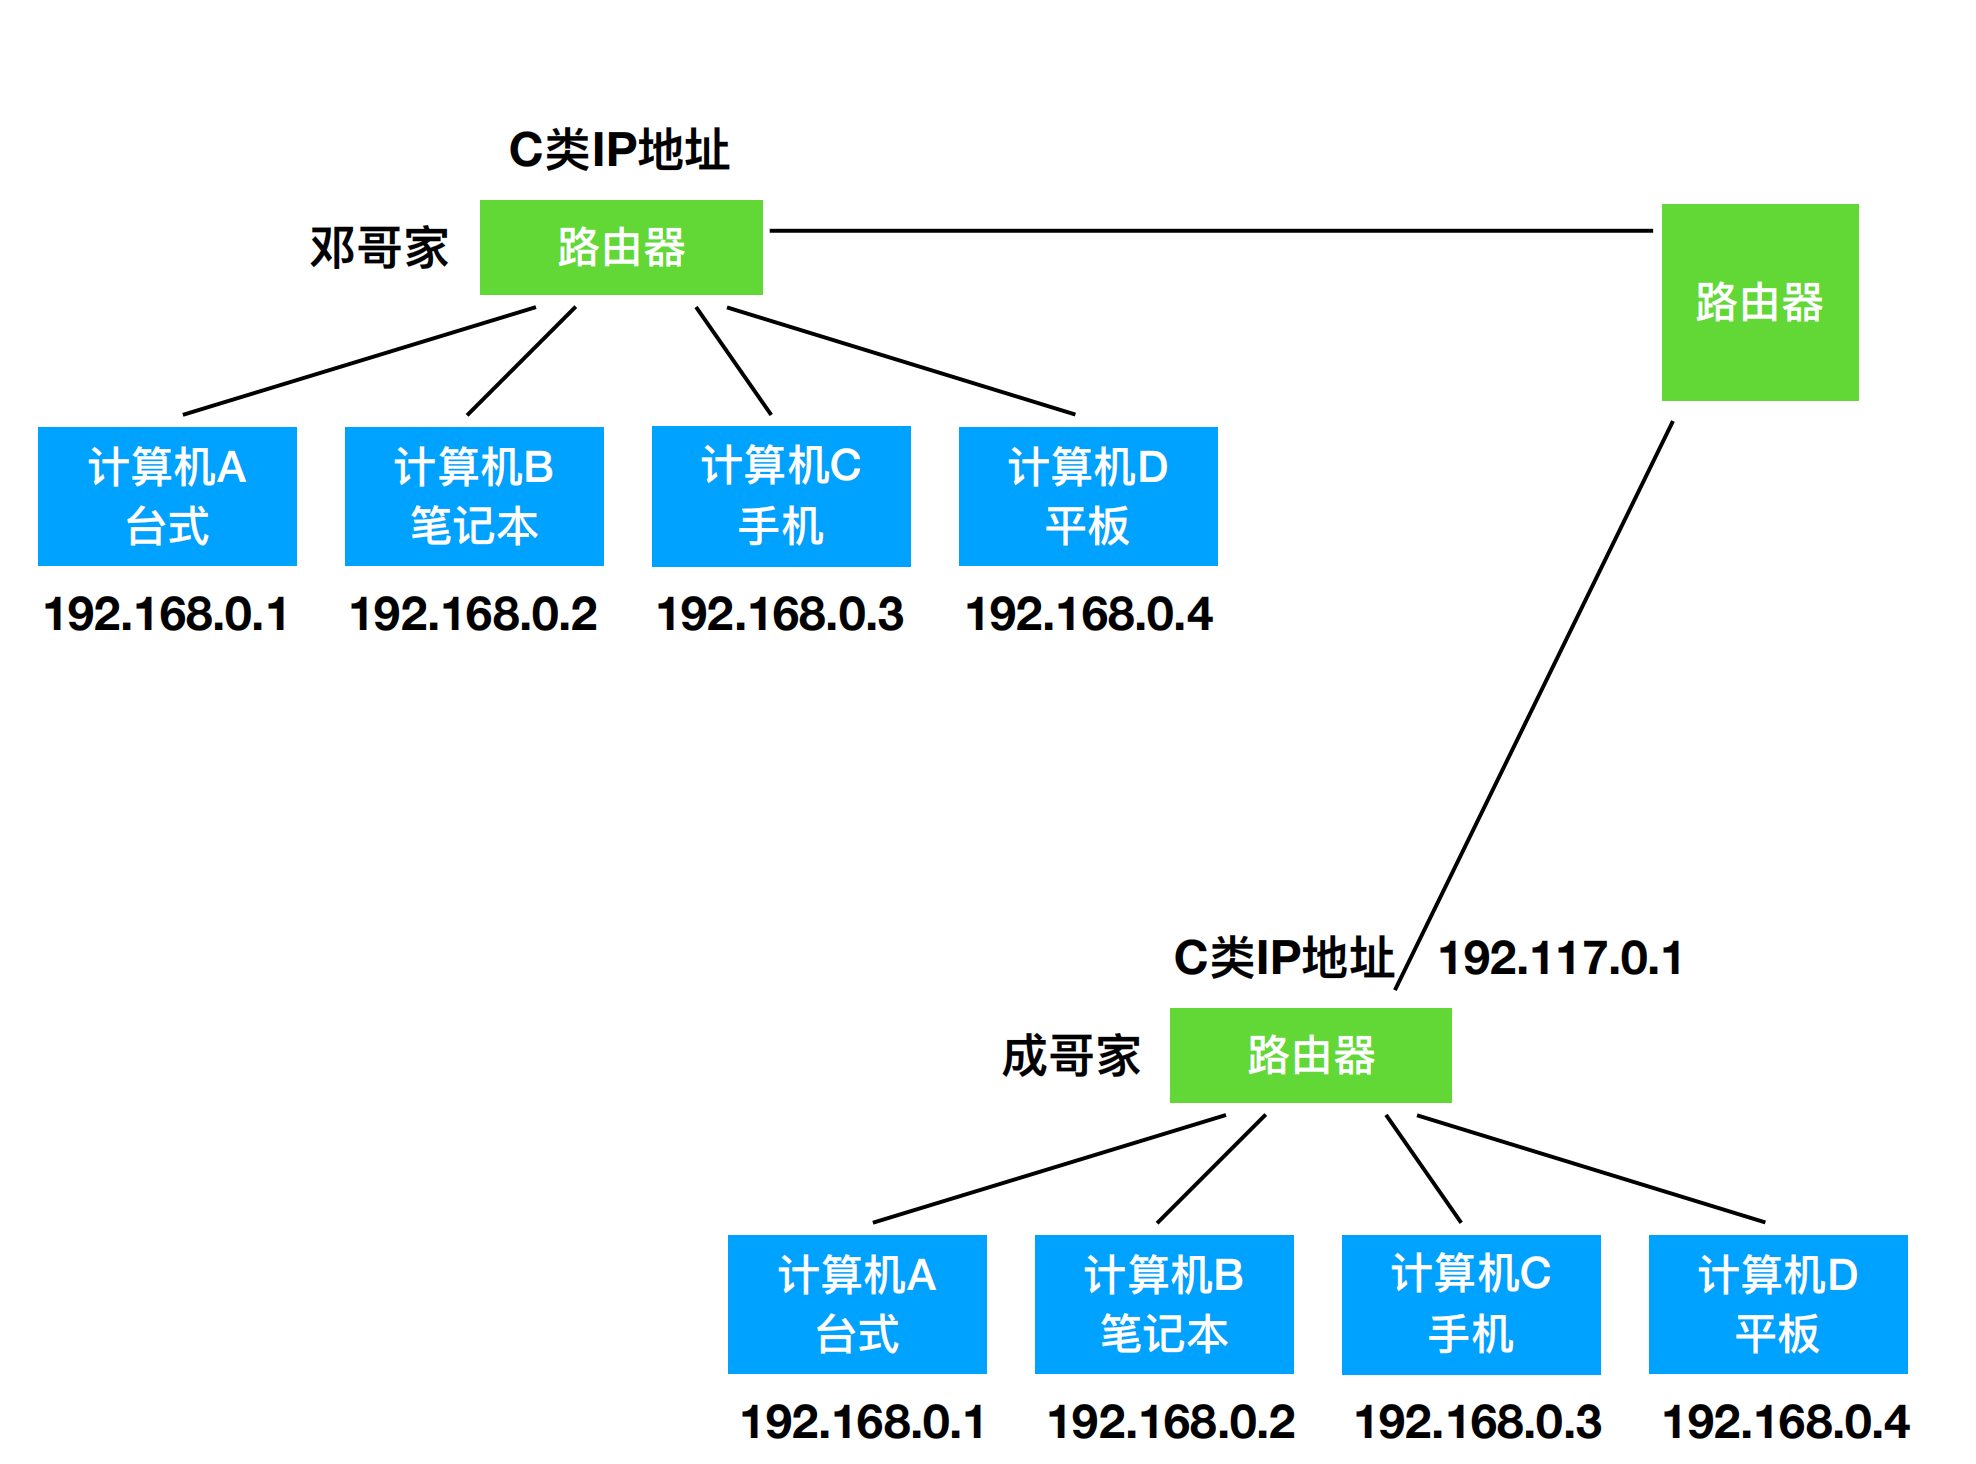 C类IP地址
邓哥家
路由器
路由器
计算机A
台式
计算机B
笔记本
计算机C
手机
计算机D
平板
192.168.0.1
192.168.0.2
192.168.0.3
192.168.0.4
C类IP地址
192.117.0.1
成哥家
路由器
计算机A
台式
计算机B
笔记本
计算机C
手机
计算机D
平板
192.168.0.1
192.168.0.2
192.168.0.3
192.168.0.4